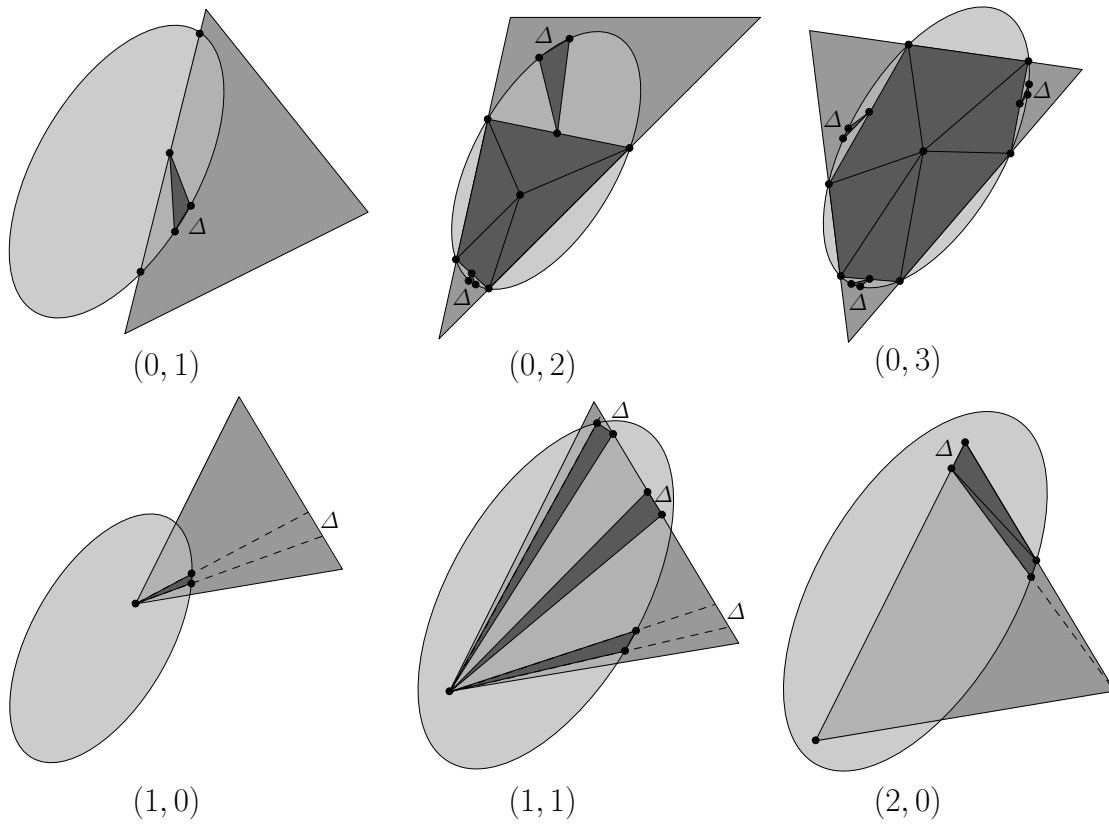 Δ
Δ
Δ
Δ
Δ
Δ
Δ
(0, 1)
(0, 2)
(0, 3)
Δ
Δ
Δ
Δ
Δ
(1, 0)
(1, 1)
(2, 0)